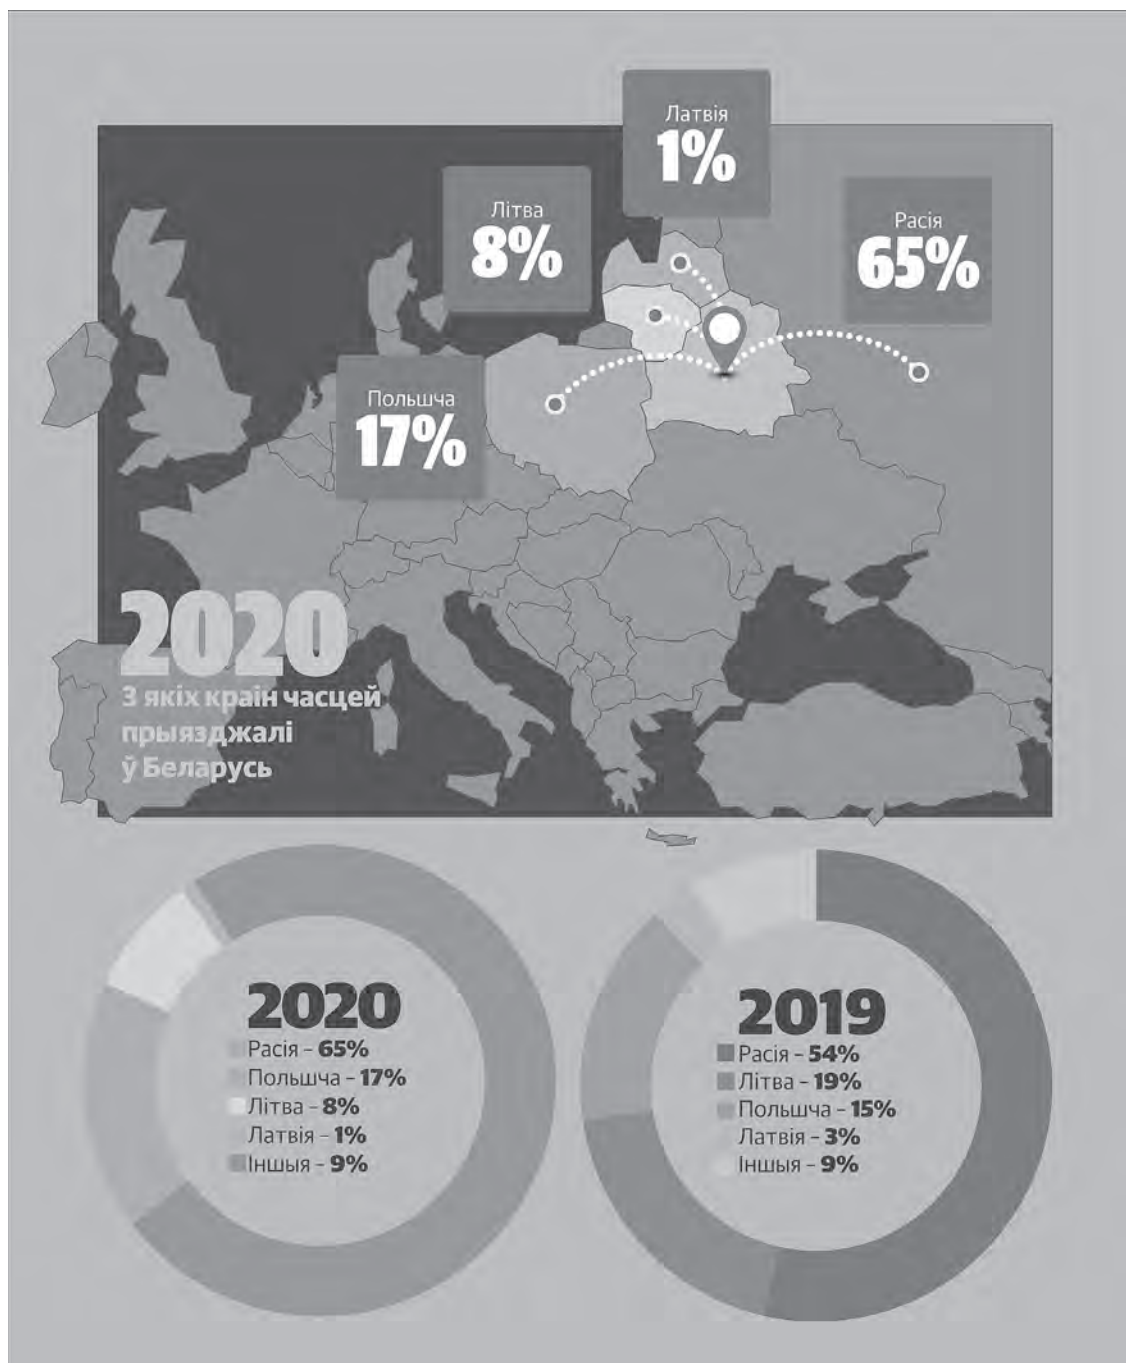 Латвія
1%
Літва
8%
Расія
65%
Польшча
17%
2020
З якіх краін часцей
прыязджалі
ў Беларусь
2020
Расія – 65%
Польшча – 17%
Літва – 8%
Латвія – 1%
Іншыя – 9%
2019
Расія – 54%
Літва – 19%
Польшча – 15%
Латвія – 3%
Іншыя – 9%